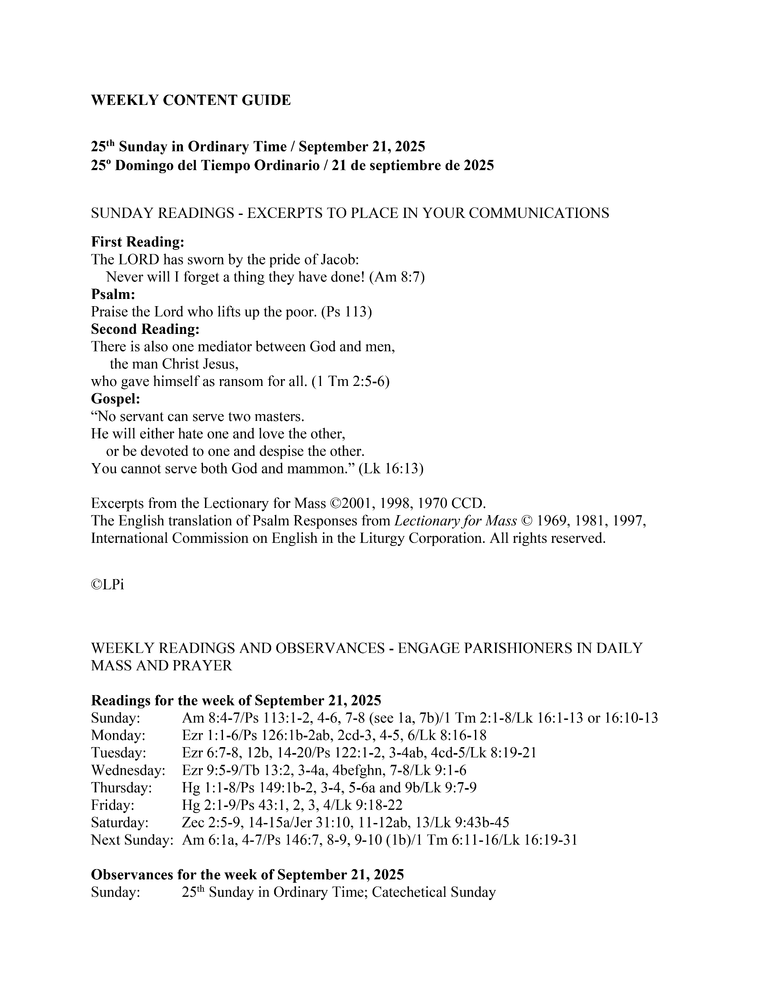 WEEKLY CONTENT GUIDE
25th Sunday in Ordinary Time / September 21, 2025
25º Domingo del Tiempo Ordinario / 21 de septiembre de 2025
SUNDAY READINGS - EXCERPTS TO PLACE IN YOUR COMMUNICATIONS
First Reading:
The LORD has sworn by the pride of Jacob:
Never will I forget a thing they have done! (Am 8:7)
Psalm:
Praise the Lord who lifts up the poor. (Ps 113)
Second Reading:
There is also one mediator between God and men,
the man Christ Jesus,
who gave himself as ransom for all. (1 Tm 2:5-6)
Gospel:
“No servant can serve two masters.
He will either hate one and love the other,
or be devoted to one and despise the other.
You cannot serve both God and mammon.” (Lk 16:13)
Excerpts from the Lectionary for Mass ©2001, 1998, 1970 CCD.
The English translation of Psalm Responses from Lectionary for Mass © 1969, 1981, 1997,
International Commission on English in the Liturgy Corporation. All rights reserved.
©LPi
WEEKLY READINGS AND OBSERVANCES - ENGAGE PARISHIONERS IN DAILY
MASS AND PRAYER
Readings for the week of September 21, 2025
Sunday: Am 8:4-7/Ps 113:1-2, 4-6, 7-8 (see 1a, 7b)/1 Tm 2:1-8/Lk 16:1-13 or 16:10-13
Monday: Ezr 1:1-6/Ps 126:1b-2ab, 2cd-3, 4-5, 6/Lk 8:16-18
Tuesday: Ezr 6:7-8, 12b, 14-20/Ps 122:1-2, 3-4ab, 4cd-5/Lk 8:19-21
Wednesday: Ezr 9:5-9/Tb 13:2, 3-4a, 4befghn, 7-8/Lk 9:1-6
Thursday: Hg 1:1-8/Ps 149:1b-2, 3-4, 5-6a and 9b/Lk 9:7-9
Friday: Hg 2:1-9/Ps 43:1, 2, 3, 4/Lk 9:18-22
Saturday: Zec 2:5-9, 14-15a/Jer 31:10, 11-12ab, 13/Lk 9:43b-45
Next Sunday: Am 6:1a, 4-7/Ps 146:7, 8-9, 9-10 (1b)/1 Tm 6:11-16/Lk 16:19-31
Observances for the week of September 21, 2025
Sunday: 25th Sunday in Ordinary Time; Catechetical Sunday